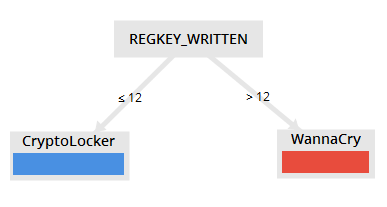 REGKEY_WRITTEN
≤ 12
> 12
CryptoLocker
WannaCry